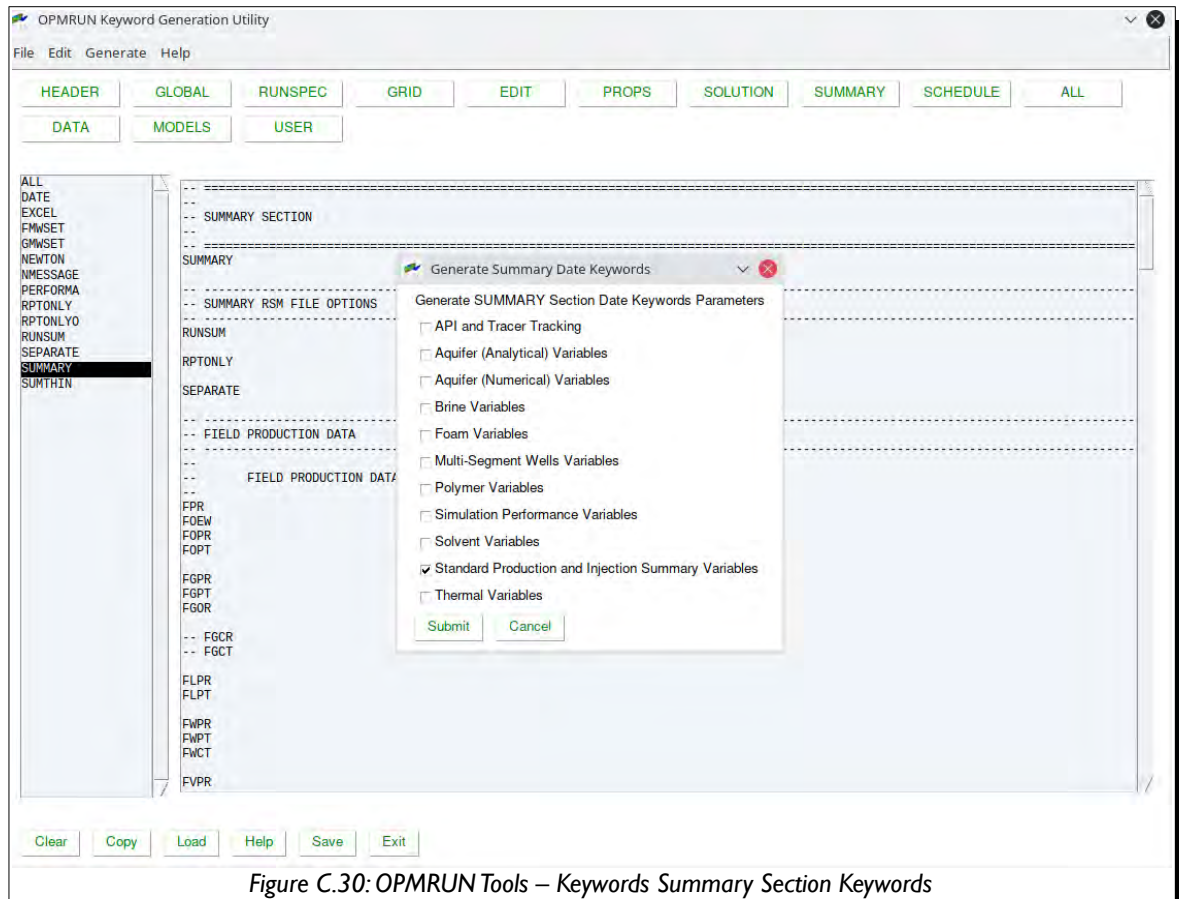 OPMRUN Keyword Generation Utility
File Edit Generate Help
HEADER GLOBAL RUNSPEC GRID EDIT PROPS SOLUTION SUMMARY SCHEDULE ALL
DATA MODELS USER
ALL
DATE
EXCEL
FMWSET
GMWSET
NEWTON
NMESSAGE
PERFORMA
RPTONLY
RPTONLYO
RUNSUM
SEPARATE
SUMMARY
SUMTHIN
-- ==========================================================================
--
-- SUMMARY SECTION
--
-- ==========================================================================
SUMMARY
-- --------------------------------------------------------------------------
-- SUMMARY RSM FILE OPTIONS
-- --------------------------------------------------------------------------
RUNSUM
RPTONLY
SEPARATE
-- --------------------------------------------------------------------------
-- FIELD PRODUCTION DATA
-- --------------------------------------------------------------------------
--
-- FIELD PRODUCTION DATA
--
FPR
FOEW
FOPR
FOPT
FGPR
FGPT
FGOR
-- FGCR
-- FGCT
FLPR
FLPT
FWPR
FWPT
FWCT
FVPR
Generate Summary Date Keywords
Generate SUMMARY Section Date Keywords Parameters
API and Tracer Tracking
Aquifer (Analytical) Variables
Aquifer (Numerical) Variables
Brine Variables
Foam Variables
Multi-Segment Wells Variables
Polymer Variables
Simulation Performance Variables
Solvent Variables
Standard Production and Injection Summary Variables
Thermal Variables
Submit Cancel
Clear Copy Load Help Save Exit
Figure C.30: OPMRUN Tools – Keywords Summary Section Keywords